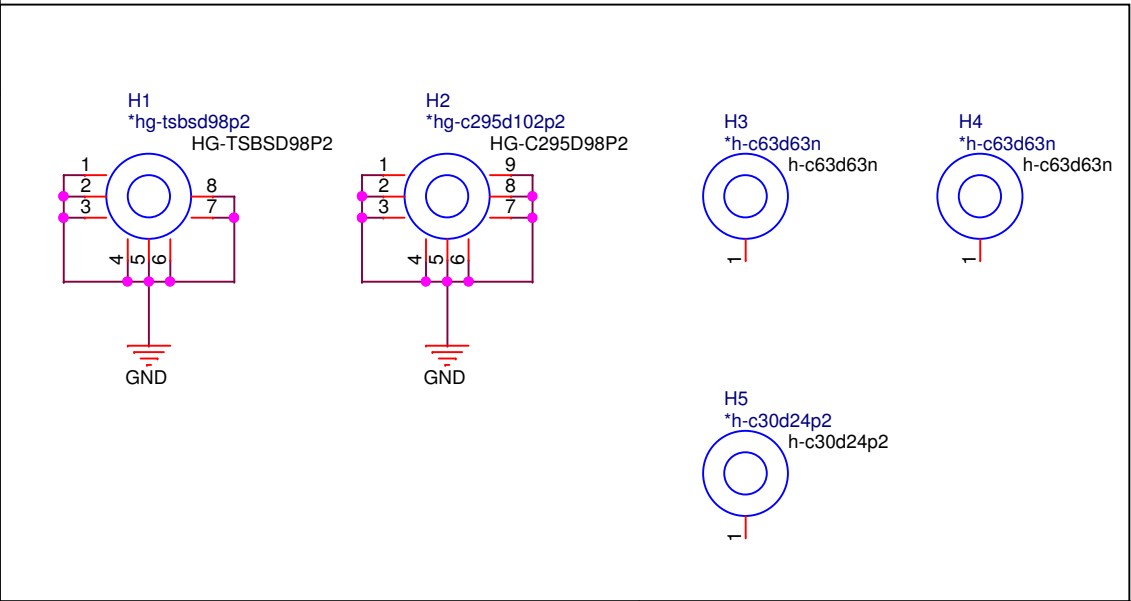 H1
*hg-tsbsd98p2
HG-TSBSD98P2
1
2
3
8
7
4
5
6
GND
H2
*hg-c295d102p2
HG-C295D98P2
1
2
3
9
8
7
4
5
6
GND
H3
*h-c63d63n
h-c63d63n
1
H4
*h-c63d63n
h-c63d63n
1
H5
*h-c30d24p2
h-c30d24p2
1